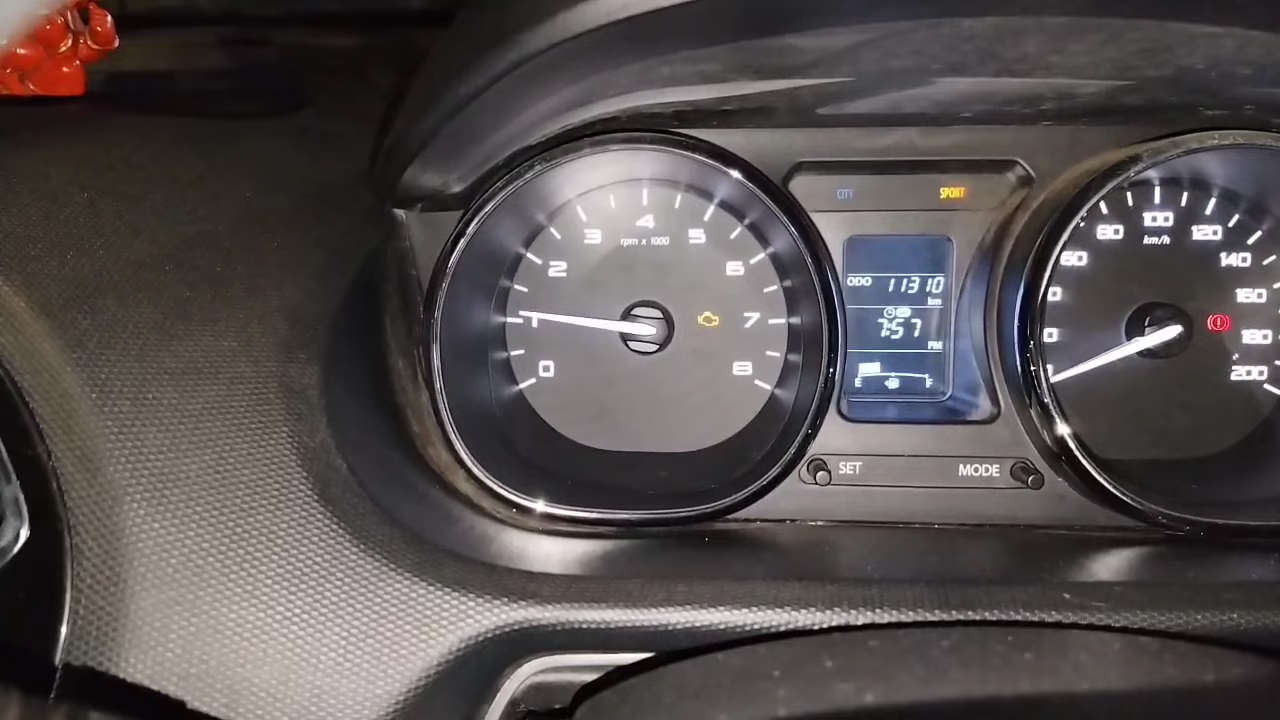 CITY SPORT
0 1 2 3 4 5 6 7 8
rpm x 1000
ODO 11310
km
7:57
PM
E F
60 80 100 120 140 160 180 200
km/h
SET MODE